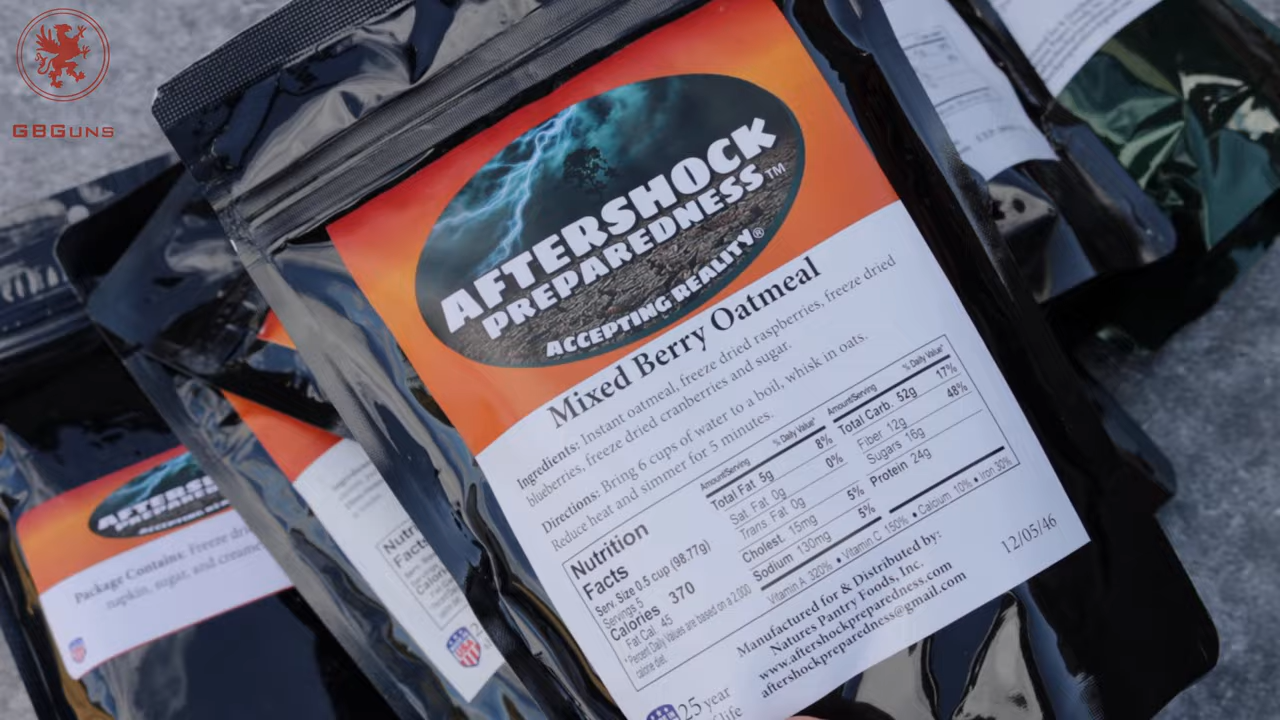 GBGUNS
AFTERSHOCK
PREPAREDNESS™
ACCEPTING REALITY®
Mixed Berry Oatmeal
Ingredients: Instant oatmeal, freeze dried raspberries, freeze dried
blueberries, freeze dried cranberries and sugar.
Directions: Bring 6 cups of water to a boil, whisk in oats.
Reduce heat and simmer for 5 minutes.
Nutrition
Facts
Serv. Size 0.5 cup (98.77g)
Servings 5
Calories 370
Fat Cal. 45
*Percent Daily Values are based on a 2,000
calorie diet.
Amount/Serving % Daily Value*
Total Fat 5g 8%
Sat. Fat 0g 0%
Trans. Fat 0g
Cholest. 15mg 5%
Sodium 130mg 5%
Amount/Serving % Daily Value*
Total Carb. 52g 17%
Fiber 12g 48%
Sugars 16g
Protein 24g
Vitamin A 320% • Vitamin C 150% • Calcium 10% • Iron 30%
Manufactured for & Distributed by:
Natures Pantry Foods, Inc.
www.aftershockpreparedness.com
aftershockpreparedness@gmail.com
12/05/46
25 year
life
Package Contains: Freeze
napkin, sugar, and
Nutr
Facts
USA